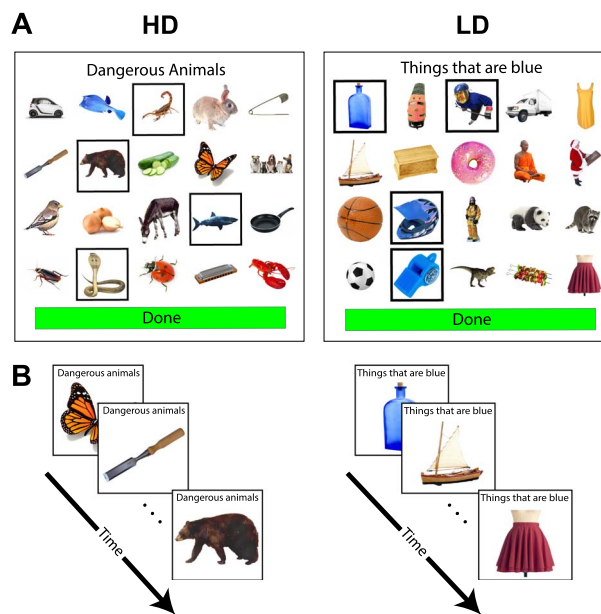 A
HD
LD
Dangerous Animals
Things that are blue
Done
Done
B
Dangerous animals
Dangerous animals
Dangerous animals
Time
Things that are blue
Things that are blue
Things that are blue
Time